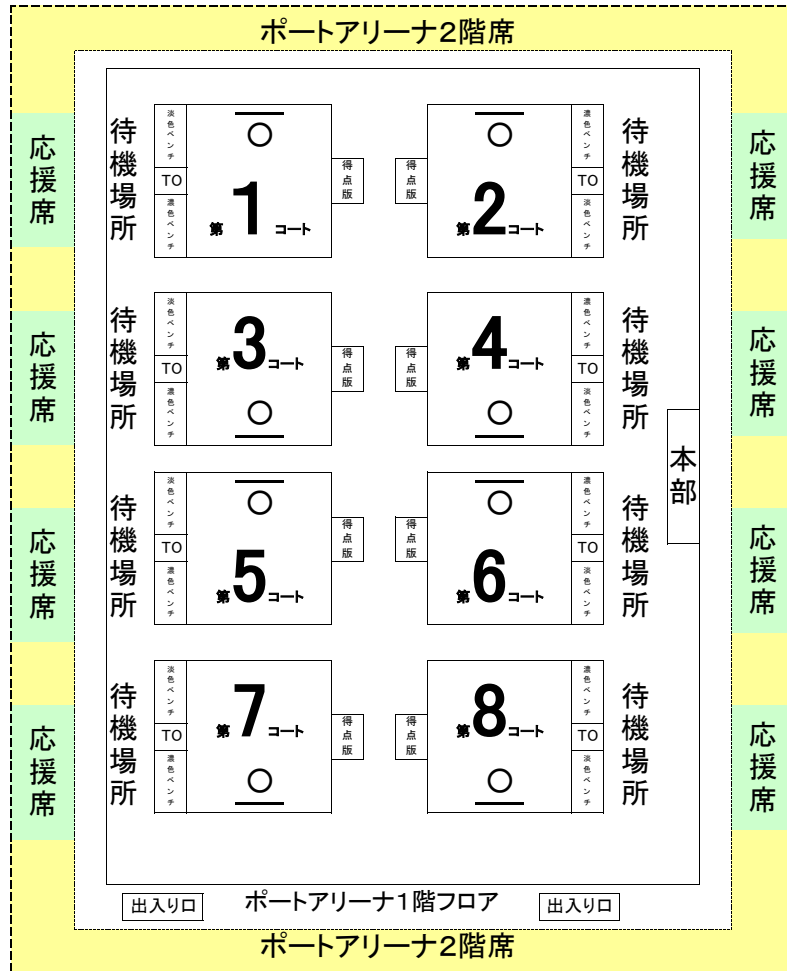 ポートアリーナ２階席
応援席
待機場所
淡色ベンチ
TO
濃色ベンチ
第1コート
得点版
得点版
第2コート
濃色ベンチ
TO
淡色ベンチ
待機場所
応援席
応援席
待機場所
淡色ベンチ
TO
濃色ベンチ
第3コート
得点版
得点版
第4コート
濃色ベンチ
TO
淡色ベンチ
待機場所
応援席
本部
応援席
待機場所
淡色ベンチ
TO
濃色ベンチ
第5コート
得点版
得点版
第6コート
濃色ベンチ
TO
淡色ベンチ
待機場所
応援席
応援席
待機場所
淡色ベンチ
TO
濃色ベンチ
第7コート
得点版
得点版
第8コート
濃色ベンチ
TO
淡色ベンチ
待機場所
応援席
出入り口
ポートアリーナ１階フロア
出入り口
ポートアリーナ２階席